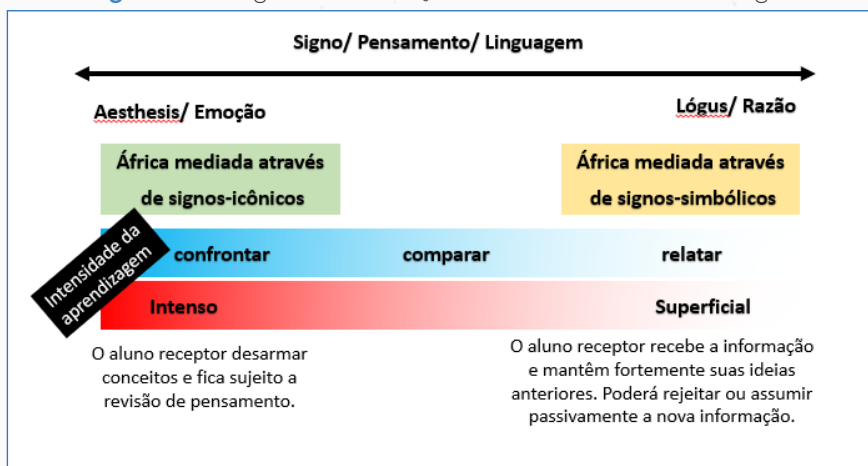 Signo/ Pensamento/ Linguagem
Aesthesis/ Emoção
Lógus/ Razão
África mediada através
de signos-icônicos
África mediada através
de signos-simbólicos
Intensidade da
aprendizagem
confrontar
comparar
relatar
Intenso
Superficial
O aluno receptor desarmar
conceitos e fica sujeito a
revisão de pensamento.
O aluno receptor recebe a informação
e mantêm fortemente suas ideias
anteriores. Poderá rejeitar ou assumir
passivamente a nova informação.